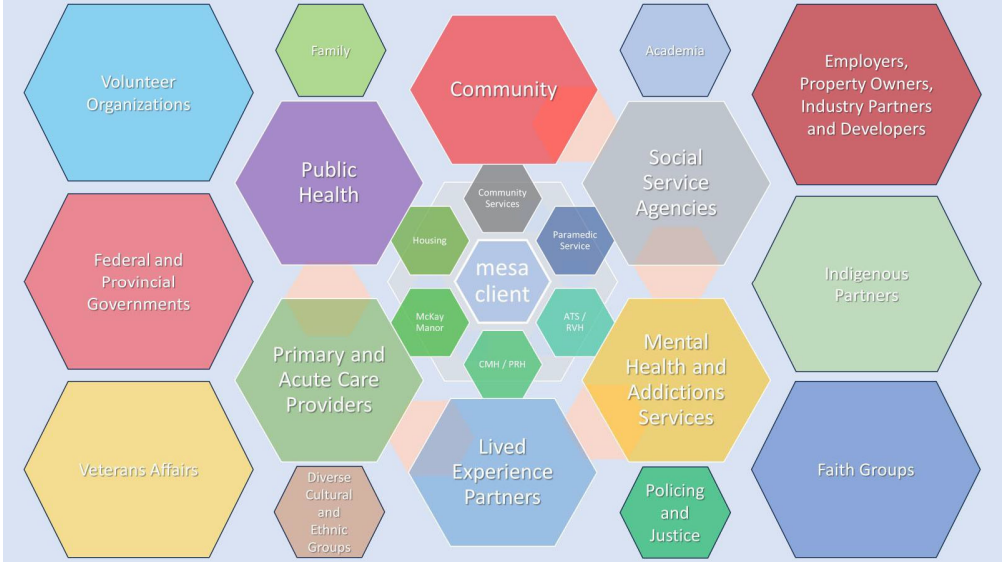 Volunteer
Organizations
Family
Community
Academia
Employers,
Property Owners,
Industry Partners
and Developers
Public
Health
Social
Service
Agencies
Community
Services
Housing
Paramedic
Service
mesa
client
McKay
Manor
ATS /
RVH
CMH / PRH
Federal and
Provincial
Governments
Indigenous
Partners
Primary and
Acute Care
Providers
Mental
Health and
Addictions
Services
Lived
Experience
Partners
Veterans Affairs
Diverse
Cultural
and
Ethnic
Groups
Policing
and
Justice
Faith Groups